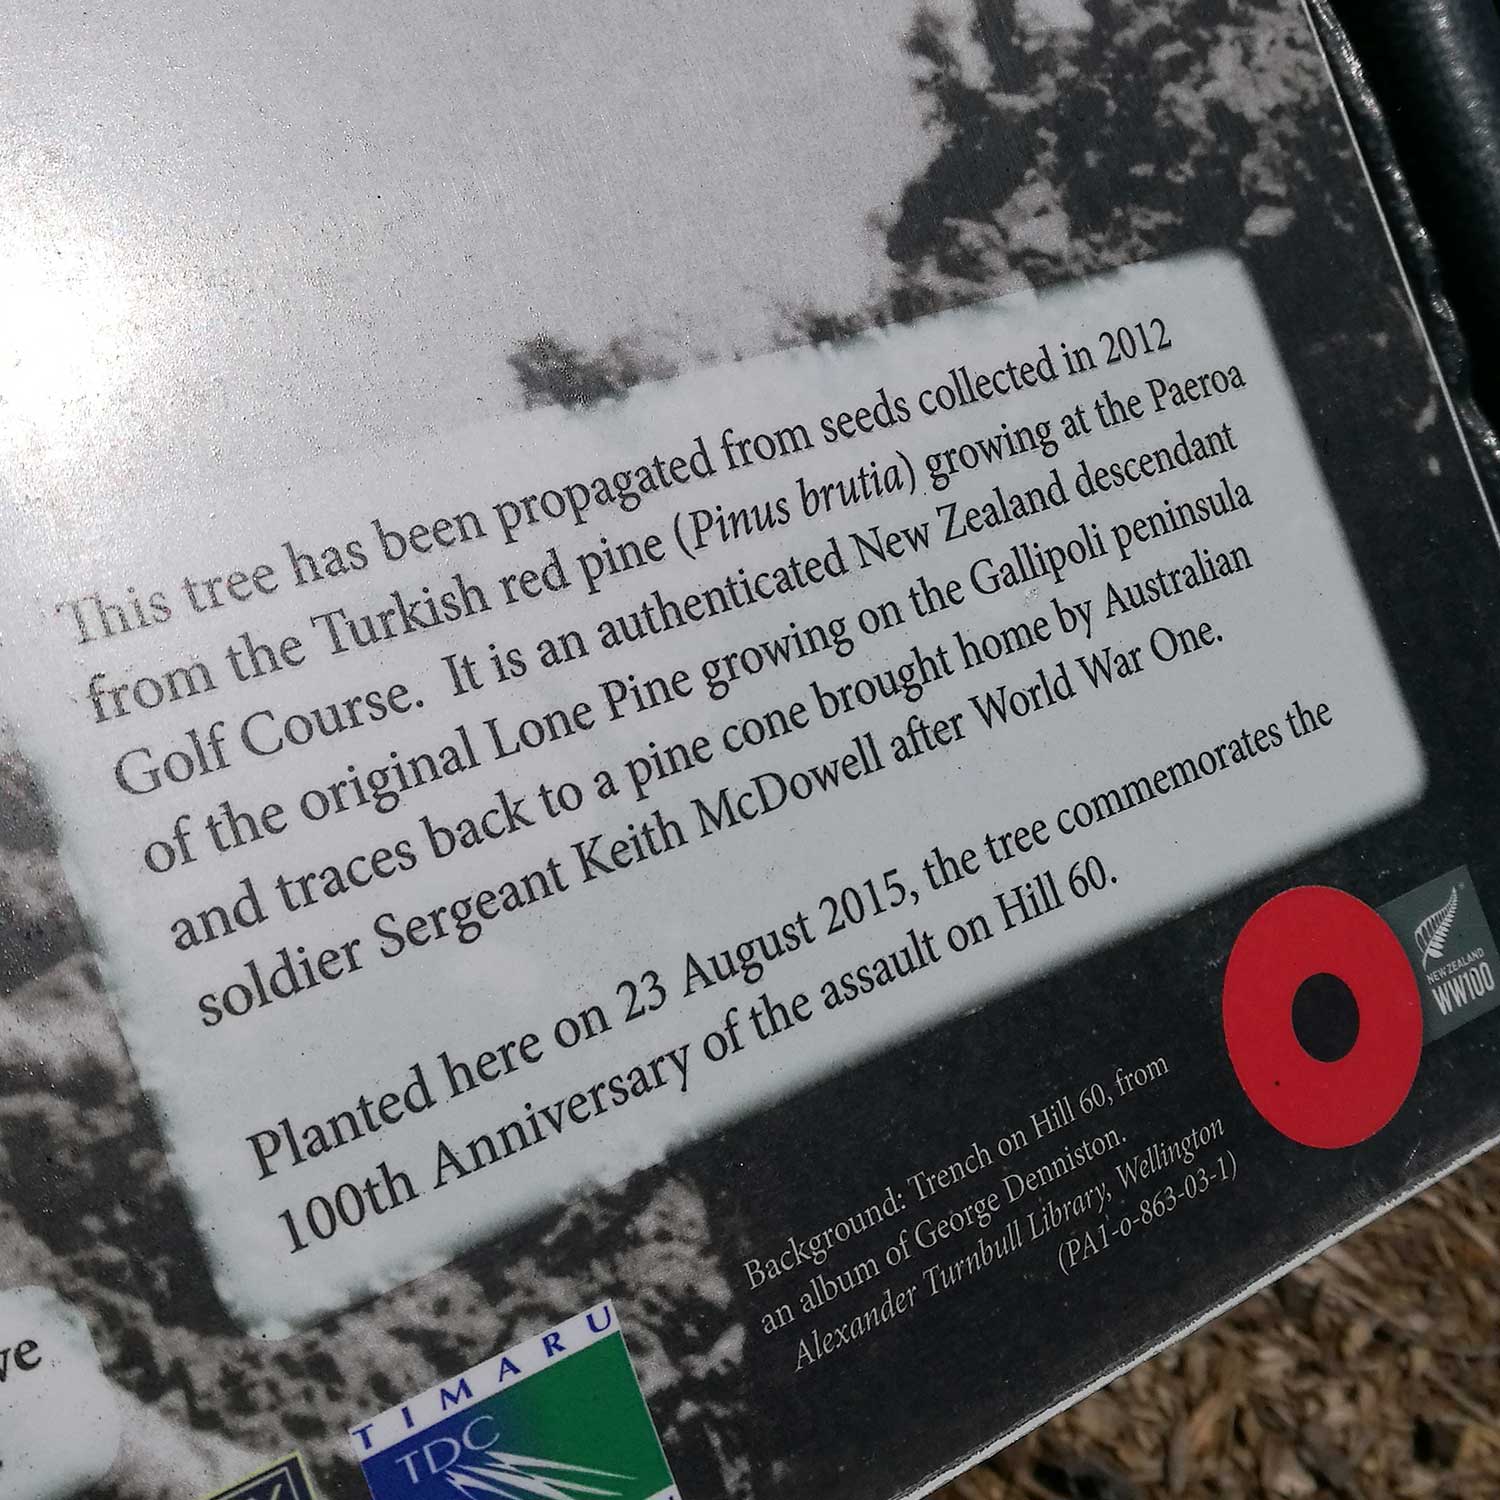 This tree has been propagated from seeds collected in 2012
from the Turkish red pine (Pinus brutia) growing at the Paeroa
Golf Course. It is an authenticated New Zealand descendant
of the original Lone Pine growing on the Gallipoli peninsula
and traces back to a pine cone brought home by Australian
soldier Sergeant Keith McDowell after World War One.
Planted here on 23 August 2015, the tree commemorates the
100th Anniversary of the assault on Hill 60.
NEW ZEALAND
WW100
Background: Trench on Hill 60, from
an album of George Denniston.
Alexander Turnbull Library, Wellington
(PA1-o-863-03-1)
ve
TIMARU
TDC